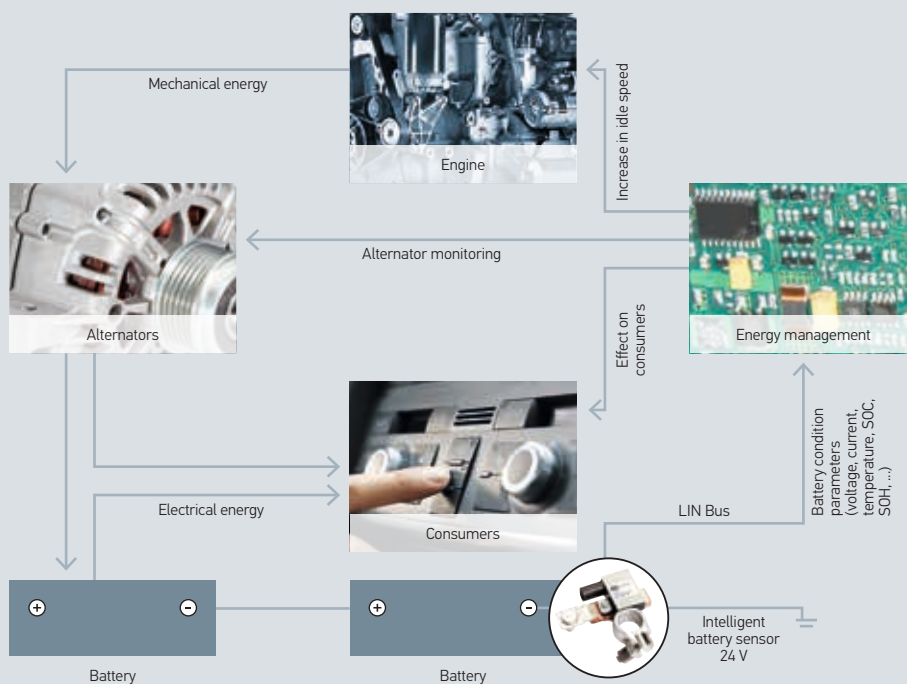 Mechanical energy
Engine
Increase in idle speed
Alternator monitoring
Alternators
Energy management
Effect on
consumers
Battery condition
parameters
(voltage, current,
temperature, SOC,
SOH, ...)
Electrical energy
Consumers
LIN Bus
+
-
+
-
Intelligent
battery sensor
24 V
Battery
Battery